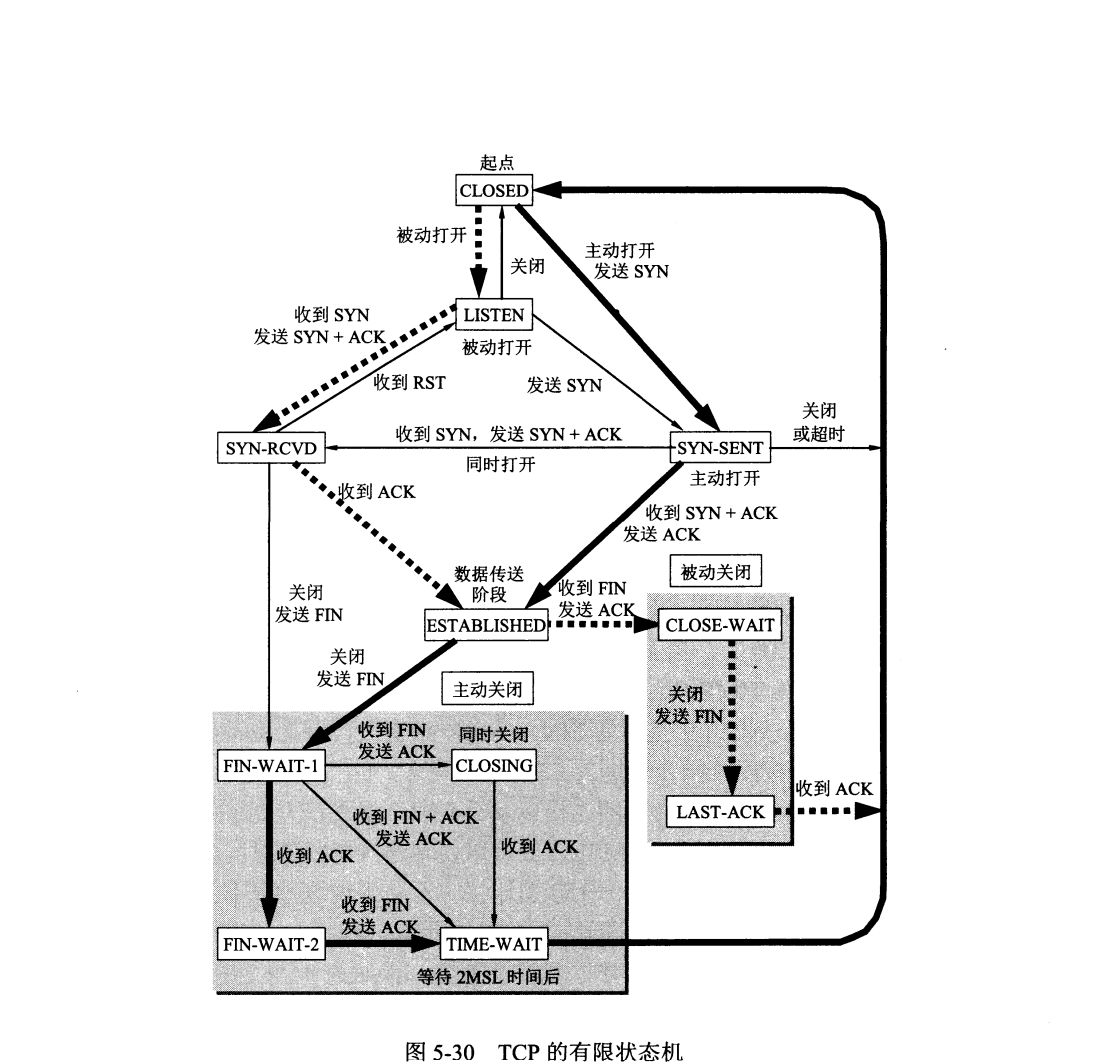 起点
CLOSED
被动打开
关闭
主动打开
发送 SYN
收到 SYN
发送 SYN + ACK
LISTEN
被动打开
收到 RST
发送 SYN
关闭
或超时
SYN-RCVD
收到 SYN，发送 SYN + ACK
同时打开
SYN-SENT
主动打开
收到 ACK
收到 SYN + ACK
发送 ACK
被动关闭
数据传送
阶段
收到 FIN
发送 ACK
关闭
发送 FIN
ESTABLISHED
CLOSE-WAIT
关闭
发送 FIN
主动关闭
关闭
发送 FIN
收到 FIN
发送 ACK
同时关闭
FIN-WAIT-1
CLOSING
LAST-ACK
收到 ACK
收到 FIN + ACK
发送 ACK
收到 ACK
收到 ACK
收到 FIN
发送 ACK
FIN-WAIT-2
TIME-WAIT
等待 2MSL 时间后
图 5-30 TCP 的有限状态机